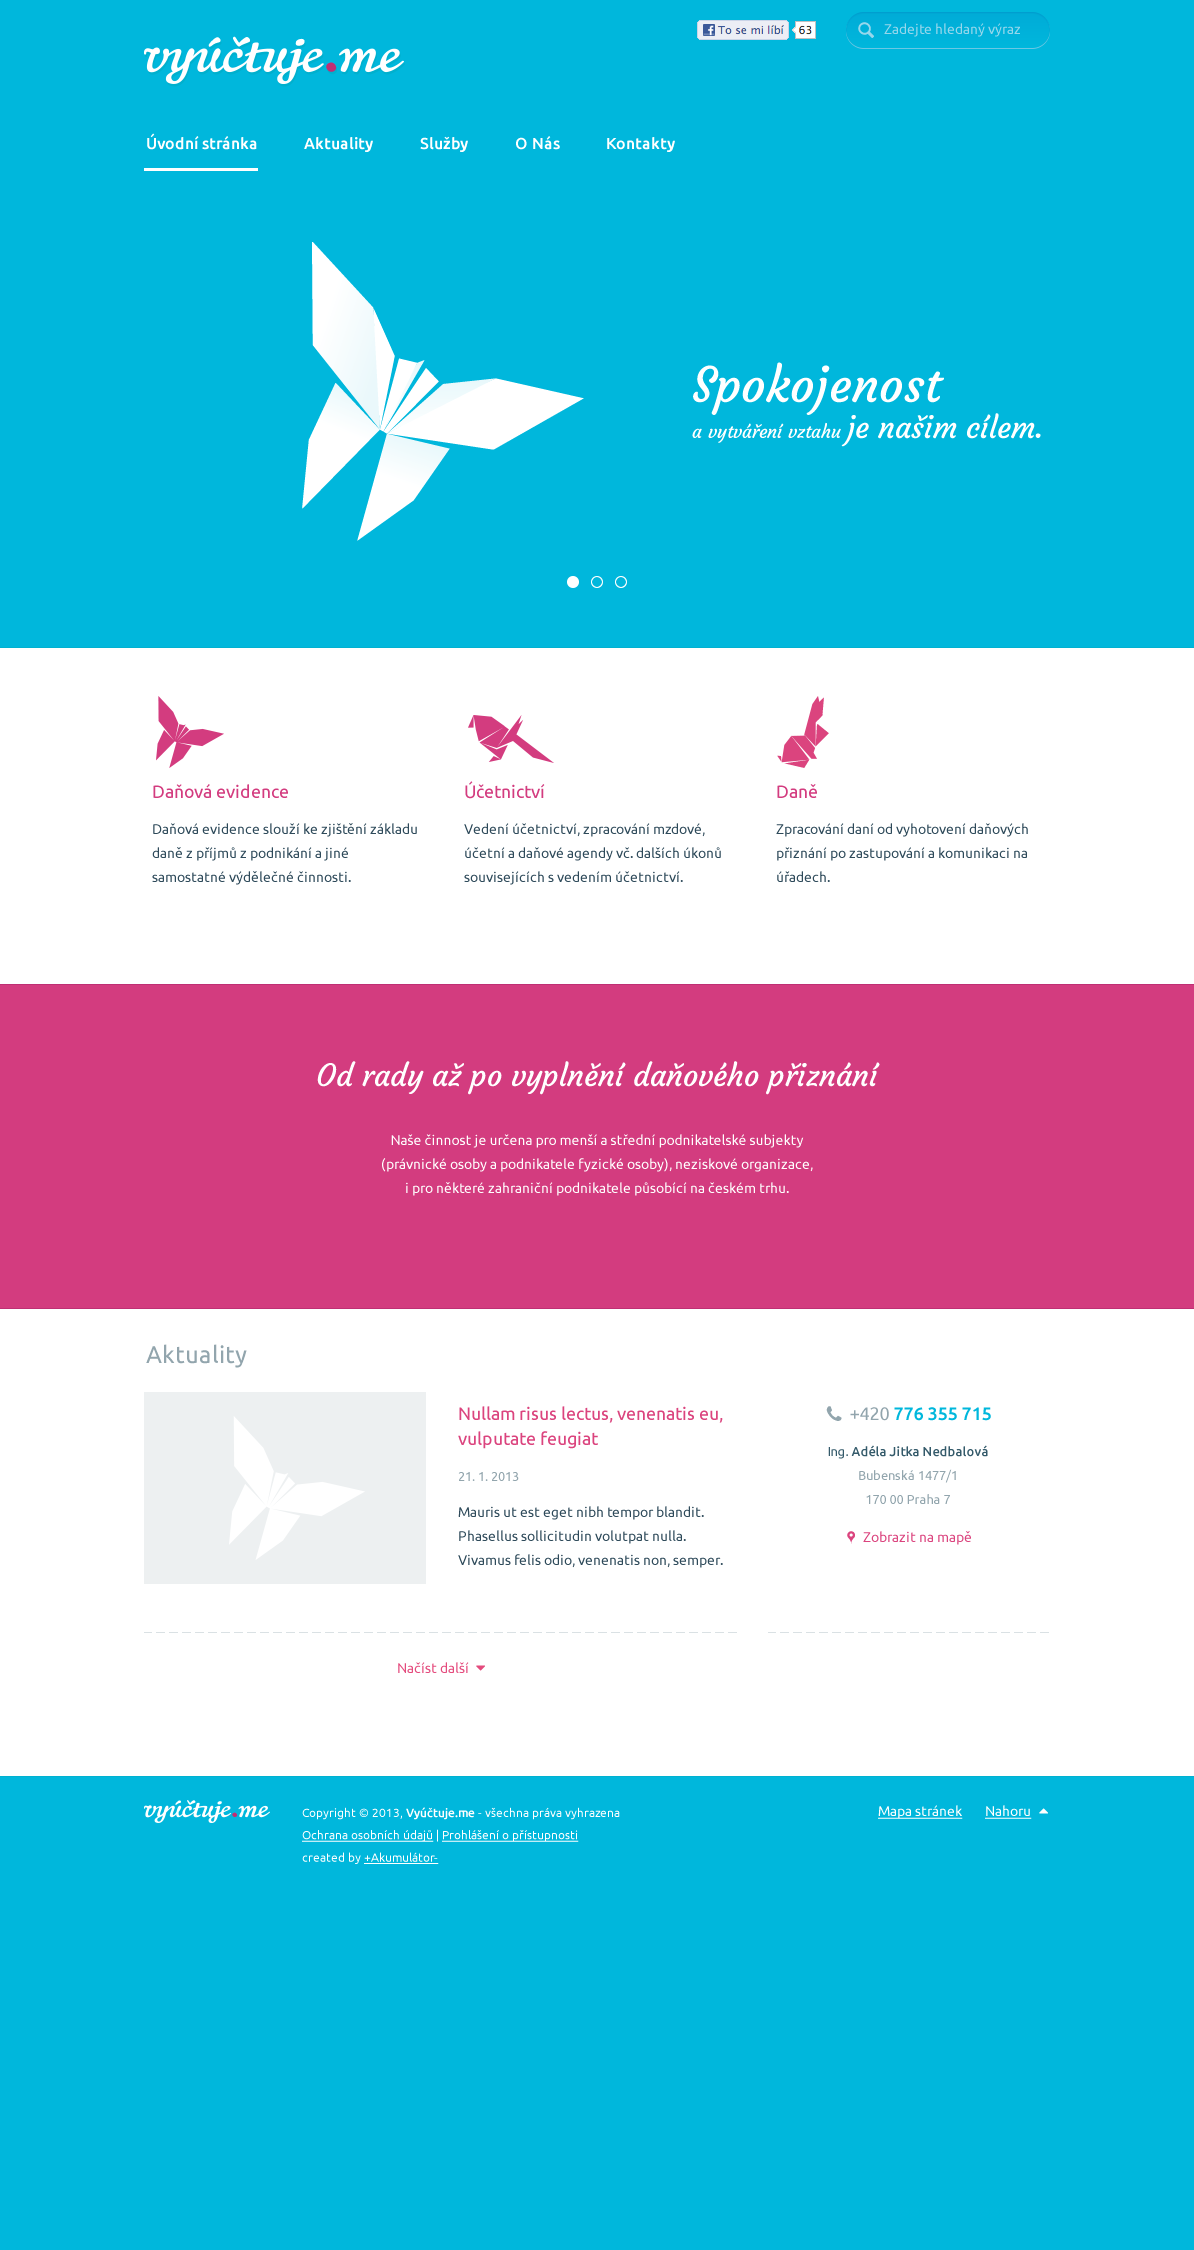 vyúčtuje.me
To se mi líbí 63
Zadejte hledaný výraz
Úvodní stránka Aktuality Služby O Nás Kontakty
Spokojenost
a vytváření vztahu je našim cílem.
Daňová evidence
Daňová evidence slouží ke zjištění základu
daně z příjmů z podnikání a jiné
samostatné výdělečné činnosti.
Účetnictví
Vedení účetnictví, zpracování mzdové,
účetní a daňové agendy vč. dalších úkonů
souvisejících s vedením účetnictví.
Daně
Zpracování daní od vyhotovení daňových
přiznání po zastupování a komunikaci na
úřadech.
Od rady až po vyplnění daňového přiznání
Naše činnost je určena pro menší a střední podnikatelské subjekty
(právnické osoby a podnikatele fyzické osoby), neziskové organizace,
i pro některé zahraniční podnikatele působící na českém trhu.
Aktuality
Nullam risus lectus, venenatis eu,
vulputate feugiat
21. 1. 2013
Mauris ut est eget nibh tempor blandit.
Phasellus sollicitudin volutpat nulla.
Vivamus felis odio, venenatis non, semper.
+420 776 355 715
Ing. Adéla Jitka Nedbalová
Bubenská 1477/1
170 00 Praha 7
Zobrazit na mapě
Načíst další
vyúčtuje.me
Copyright © 2013, Vyúčtuje.me - všechna práva vyhrazena
Ochrana osobních údajů | Prohlášení o přístupnosti
created by +Akumulátor-
Mapa stránek Nahoru